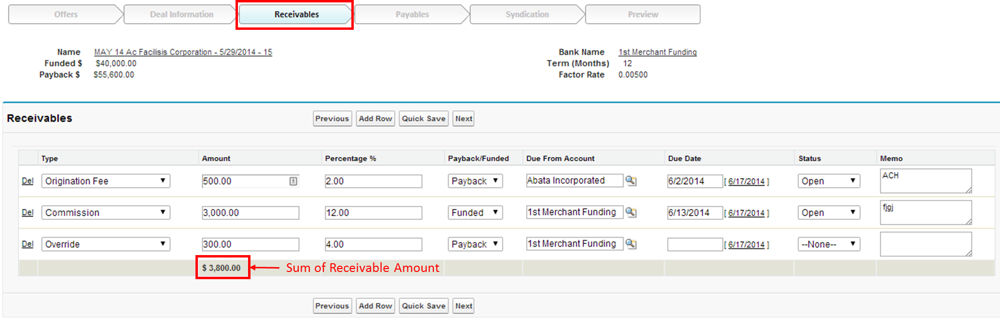 Offers Deal Information Receivables Payables Syndication Preview
Name MAY 14 Ac Facilisis Corporation - 5/29/2014 - 15 Bank Name 1st Merchant Funding
Funded $ $40,000.00 Term (Months) 12
Payback $ $55,600.00 Factor Rate 0.00500
Receivables Previous Add Row Quick Save Next
Type Amount Percentage % Payback/Funded Due From Account Due Date Status Memo
Del Origination Fee 500.00 2.00 Payback Abata Incorporated 6/2/2014 [ 6/17/2014 ] Open ACH
Del Commission 3,000.00 12.00 Funded 1st Merchant Funding 6/13/2014 [ 6/17/2014 ] Open fjgj
Del Override 300.00 4.00 Payback 1st Merchant Funding [ 6/17/2014 ] --None--
$ 3,800.00 Sum of Receivable Amount
Previous Add Row Quick Save Next